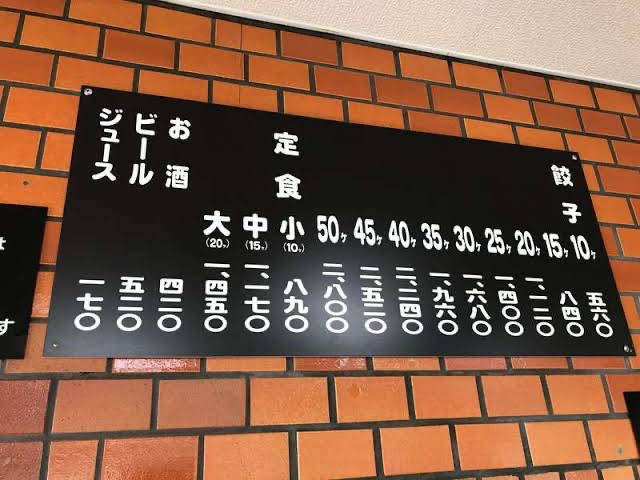 餃子
10ヶ 五六〇
15ヶ 八四〇
20ヶ 一、一二〇
25ヶ 一、四〇〇
30ヶ 一、六八〇
35ヶ 一、九六〇
40ヶ 二、二四〇
45ヶ 二、五二〇
50ヶ 二、八〇〇
定食
小(10ヶ) 八九〇
中(15ヶ) 一、一七〇
大(20ヶ) 一、四五〇
お酒 四二〇
ビール 五二〇
ジュース 一七〇
は
す